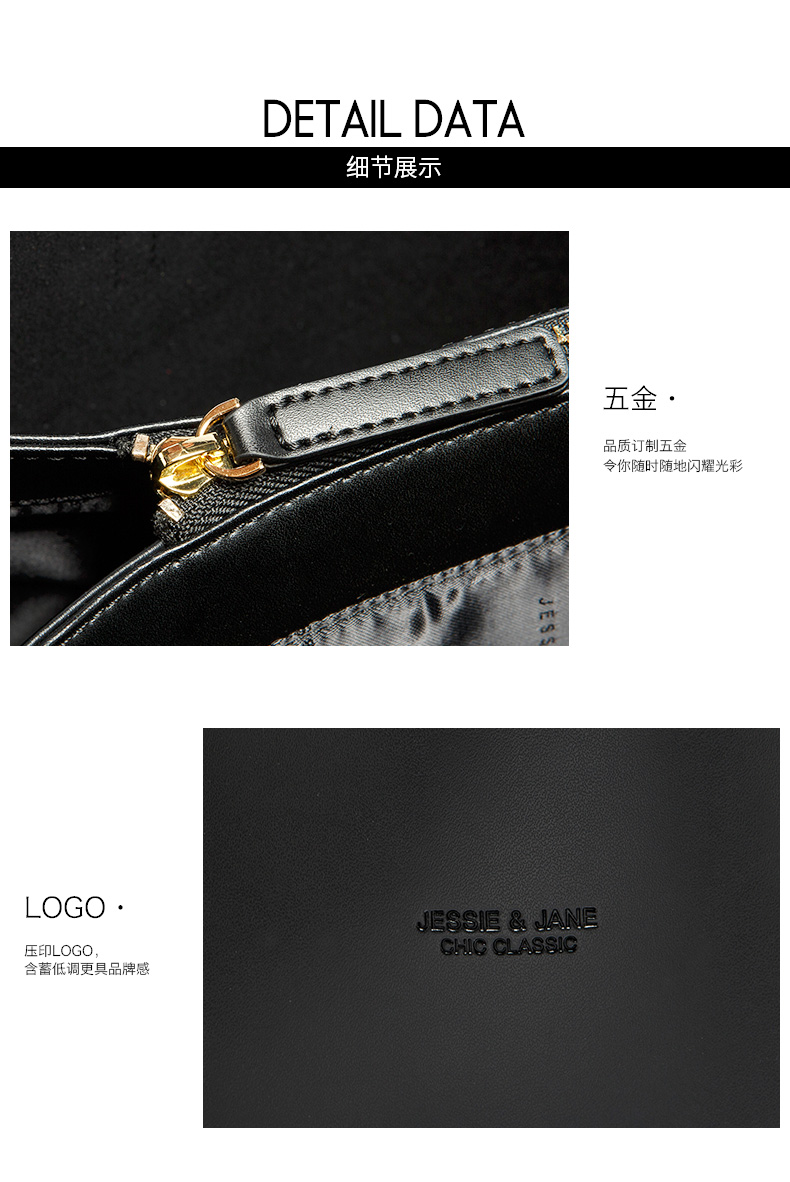 DETAIL DATA
细节展示
五金·
品质订制五金
令你随时随地闪耀光彩
JESS
LOGO·
压印LOGO，
含蓄低调更具品牌感
JESSIE & JANE
CHIC CLASSIC